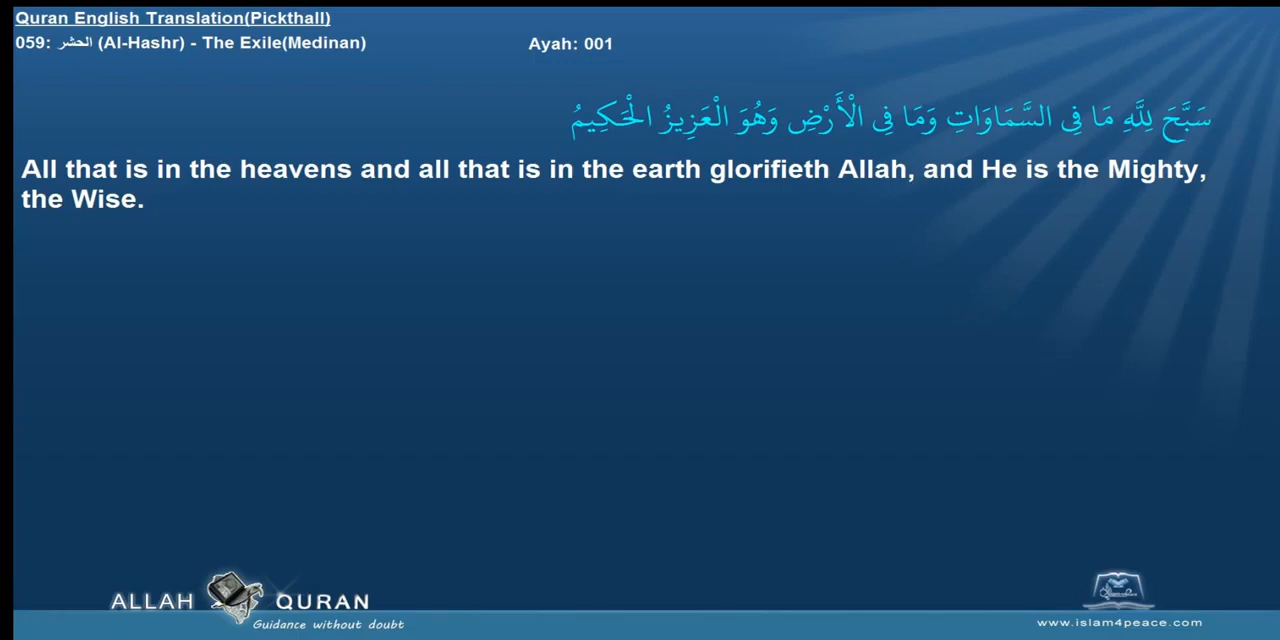 Quran English Translation(Pickthall)
059: الحشر (Al-Hashr) - The Exile(Medinan)
Ayah: 001
سَبَّحَ لِلَّهِ مَا فِي السَّمَاوَاتِ وَمَا فِي الْأَرْضِ وَهُوَ الْعَزِيزُ الْحَكِيمُ
All that is in the heavens and all that is in the earth glorifieth Allah, and He is the Mighty,
the Wise.
ALLAH QURAN
Guidance without doubt
www.islam4peace.com